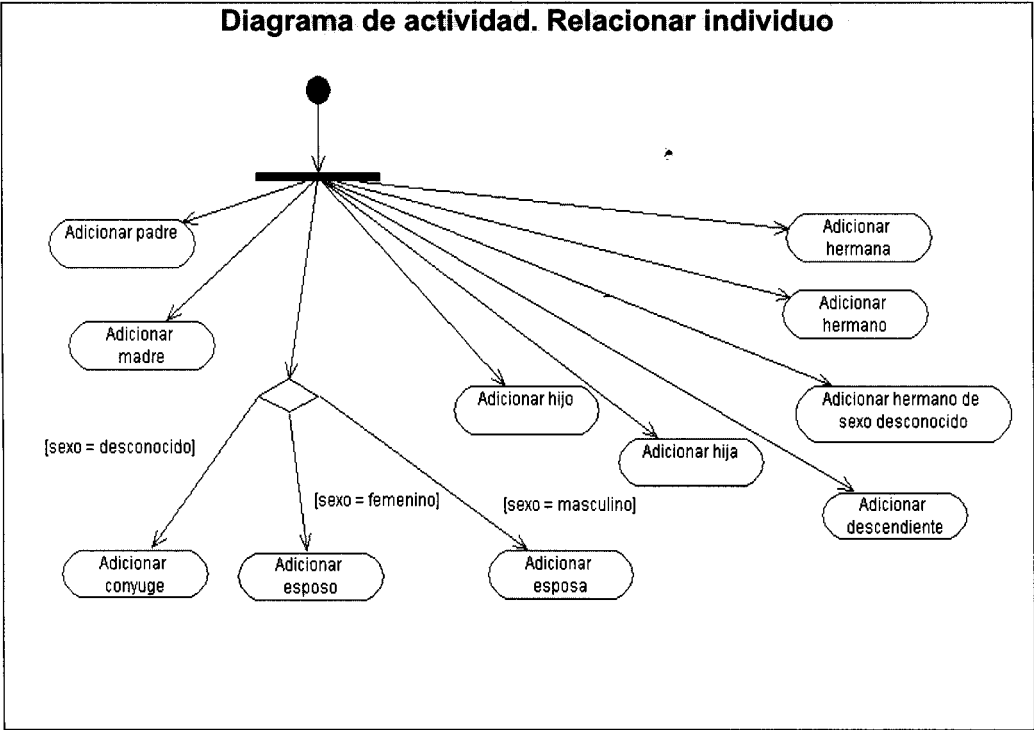 Diagrama de actividad. Relacionar individuo
Adicionar padre
Adicionar
hermana
Adicionar
madre
Adicionar
hermano
Adicionar hijo
Adicionar hermano de
sexo desconocido
[sexo = desconocido]
Adicionar hija
[sexo = femenino]
[sexo = masculino]
Adicionar
descendiente
Adicionar
conyuge
Adicionar
esposo
Adicionar
esposa